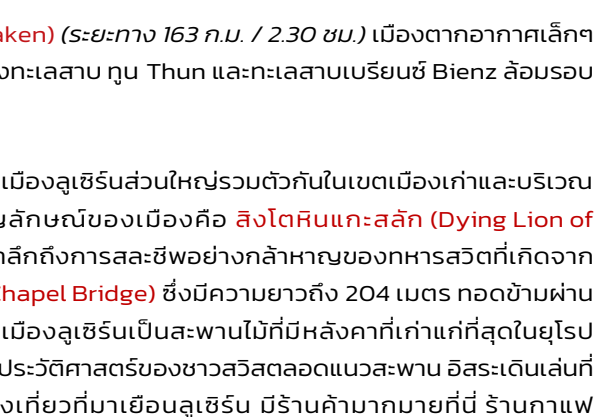 aken) (ระยะทาง 163 ก.ม. / 2.30 ชม.) เมืองตากอากาศเล็กๆ
งทะเลสาบ ทูน Thun และทะเลสาบเบรียนซ์ Bienz ล้อมรอบ
เมืองลูเซิร์นส่วนใหญ่รวมตัวกันในเขตเมืองเก่าและบริเวณ
ญลักษณ์ของเมืองคือ สิงโตหินแกะสลัก (Dying Lion of
าลึกถึงการสละชีพอย่างกล้าหาญของทหารสวิตที่เกิดจาก
Chapel Bridge) ซึ่งมีความยาวถึง 204 เมตร ทอดข้ามผ่าน
เมืองลูเซิร์นเป็นสะพานไม้ที่มีหลังคาที่เก่าแก่ที่สุดในยุโรป
ประวัติศาสตร์ของชาวสวิสตลอดแนวสะพาน อิสระเดินเล่นที่
งเที่ยวที่มาเยือนลูเซิร์น มีร้านค้ามากมายที่นี่ ร้านกาแฟ